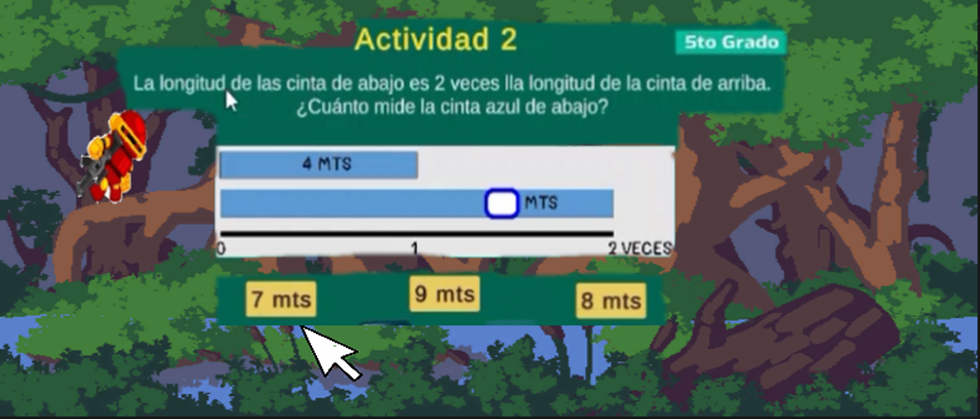 Actividad 2
5to Grado
La longitud de las cinta de abajo es 2 veces lla longitud de la cinta de arriba.
¿Cuánto mide la cinta azul de abajo?
4 MTS
MTS
0 1 2 VECES
7 mts 9 mts 8 mts